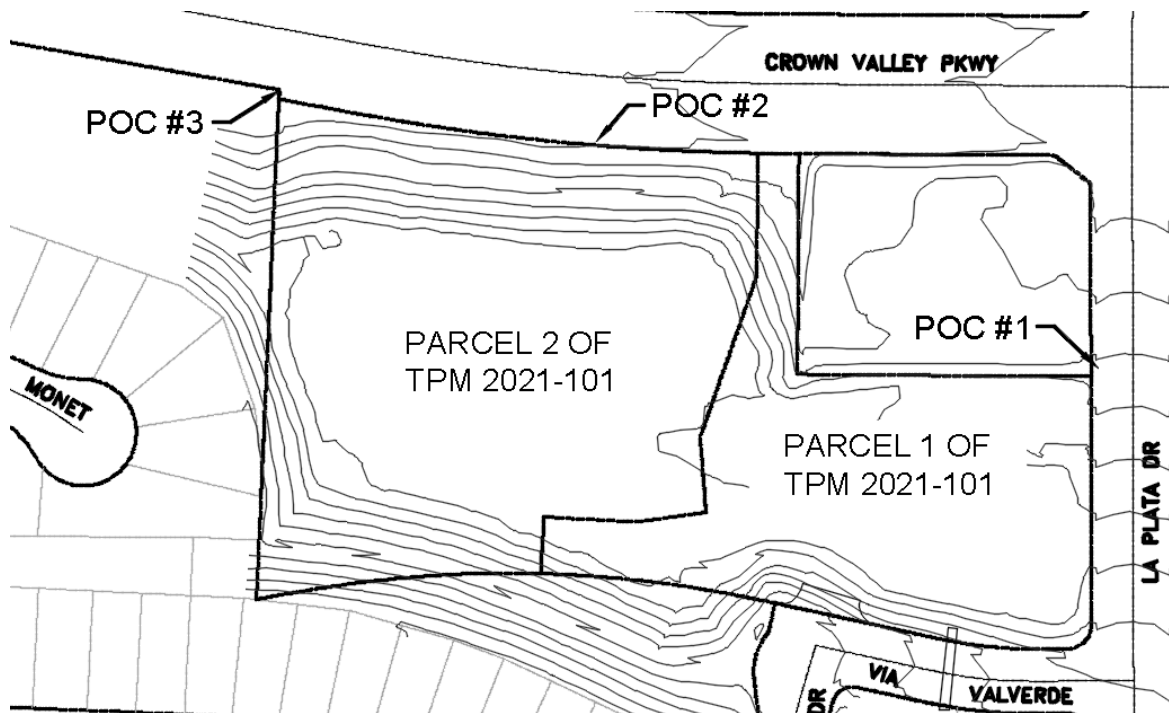 CROWN VALLEY PKWY
POC #3
POC #2
POC #1
PARCEL 2 OF
TPM 2021-101
PARCEL 1 OF
TPM 2021-101
MONET
LA PLATA DR
VIA
VALVERDE
DR